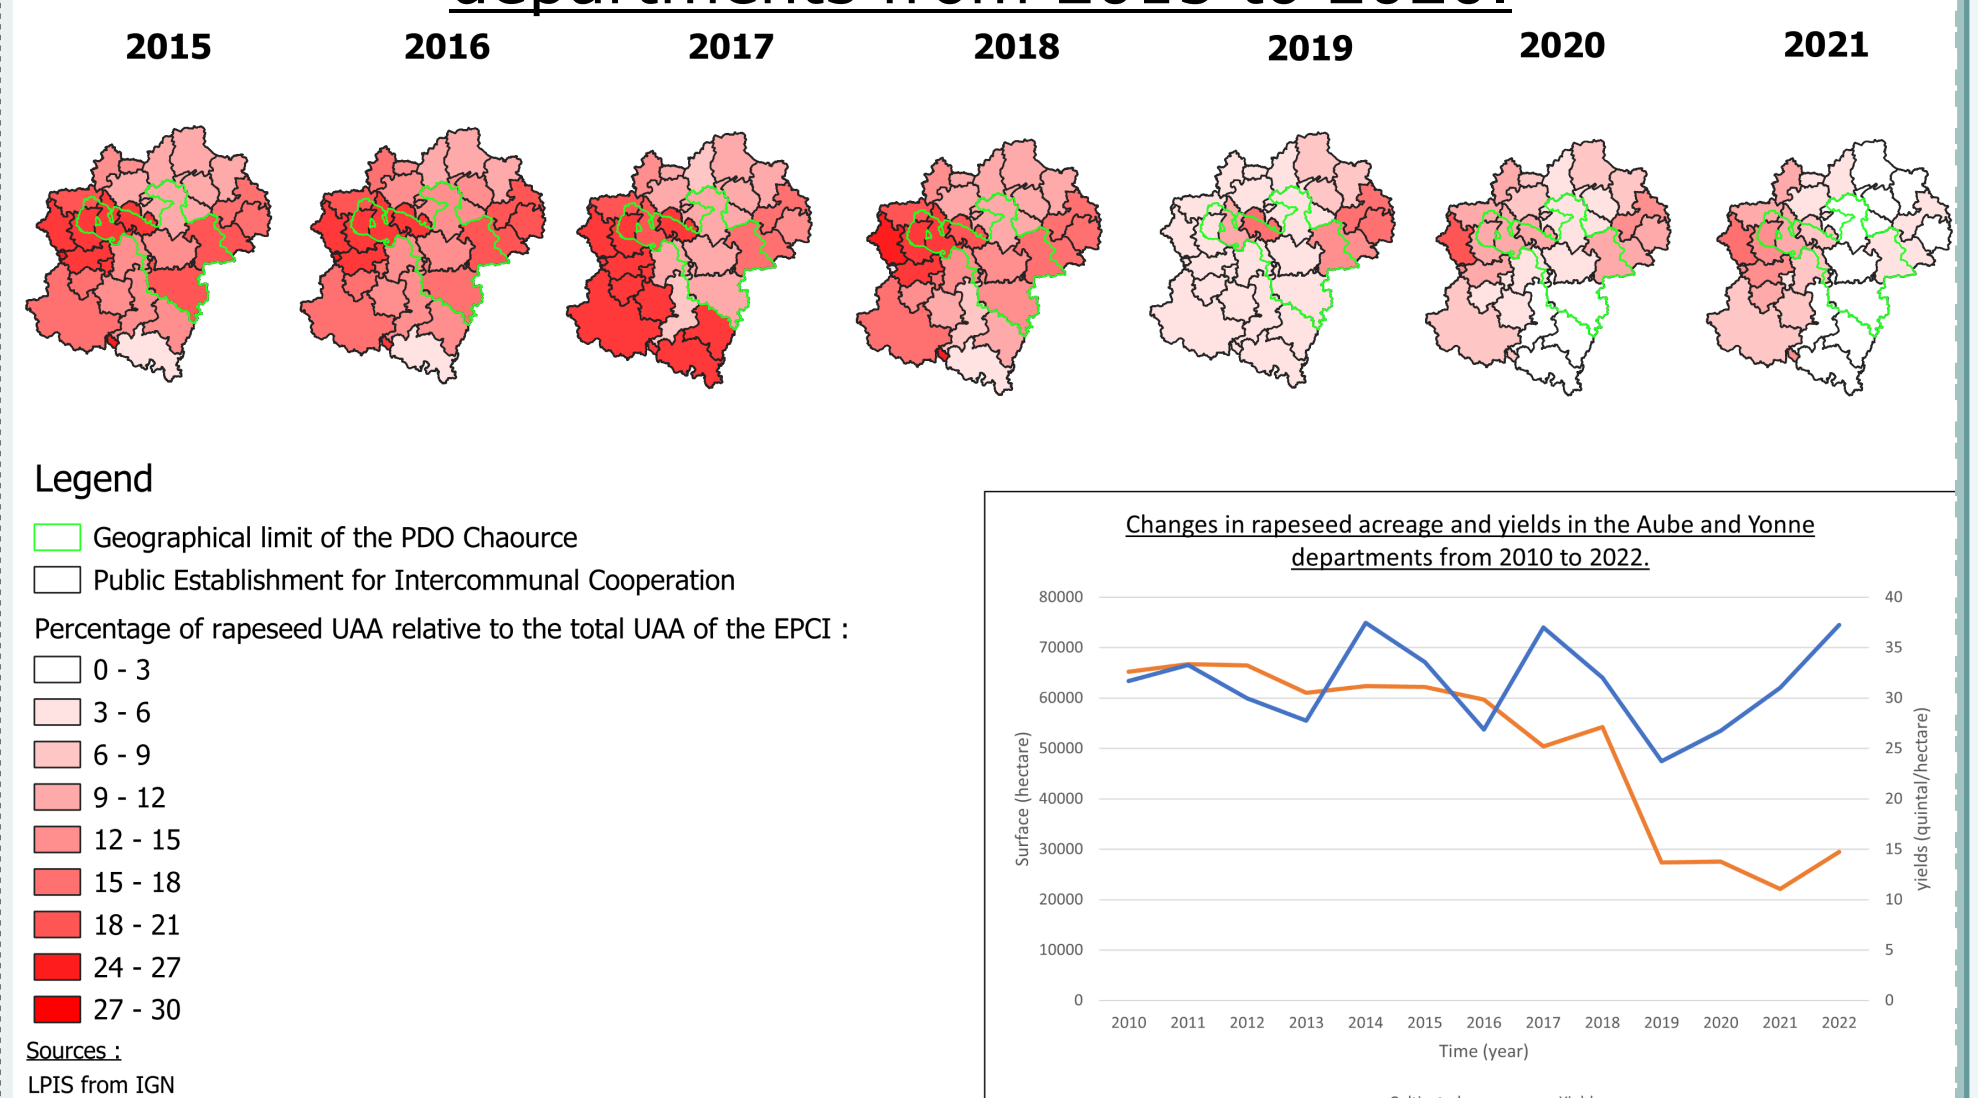 departments from 2015 to 2020.
2015 2016 2017 2018 2019 2020 2021
Legend
Geographical limit of the PDO Chaource
Public Establishment for Intercommunal Cooperation
Percentage of rapeseed UAA relative to the total UAA of the EPCI :
0 - 3
3 - 6
6 - 9
9 - 12
12 - 15
15 - 18
18 - 21
24 - 27
27 - 30
Sources :
LPIS from IGN
Changes in rapeseed acreage and yields in the Aube and Yonne
departments from 2010 to 2022.
80000
70000
60000
50000
40000
30000
20000
10000
0
Surface (hectare)
40
35
30
25
20
15
10
5
0
yields (quintal/hectare)
2010 2011 2012 2013 2014 2015 2016 2017 2018 2019 2020 2021 2022
Time (year)